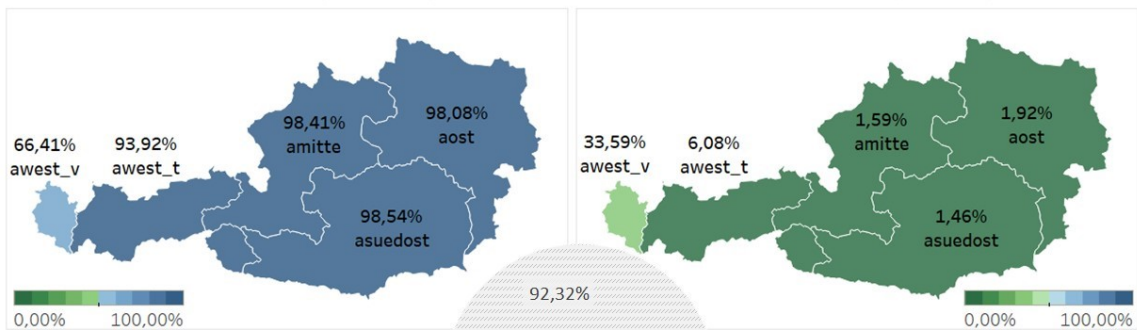 98,41%
amitte
98,08%
aost
66,41%
awest_v
93,92%
awest_t
98,54%
asuedost
0,00% 100,00%
92,32%
1,59%
amitte
1,92%
aost
33,59%
awest_v
6,08%
awest_t
1,46%
asuedost
0,00% 100,00%